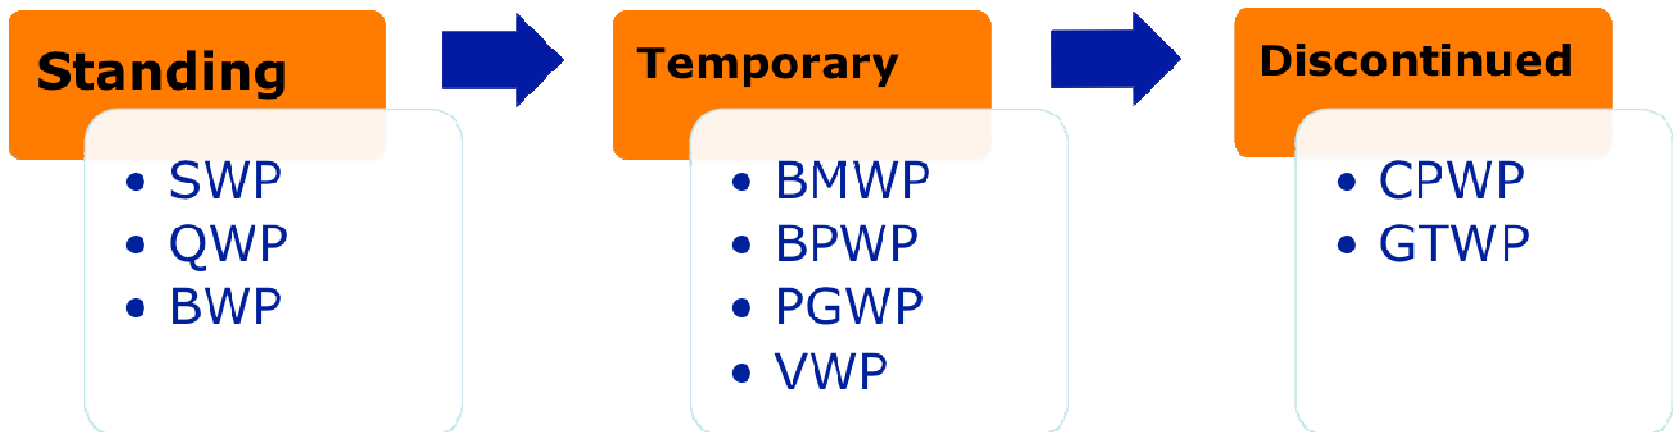 Standing
• SWP
• QWP
• BWP
Temporary
• BMWP
• BPWP
• PGWP
• VWP
Discontinued
• CPWP
• GTWP